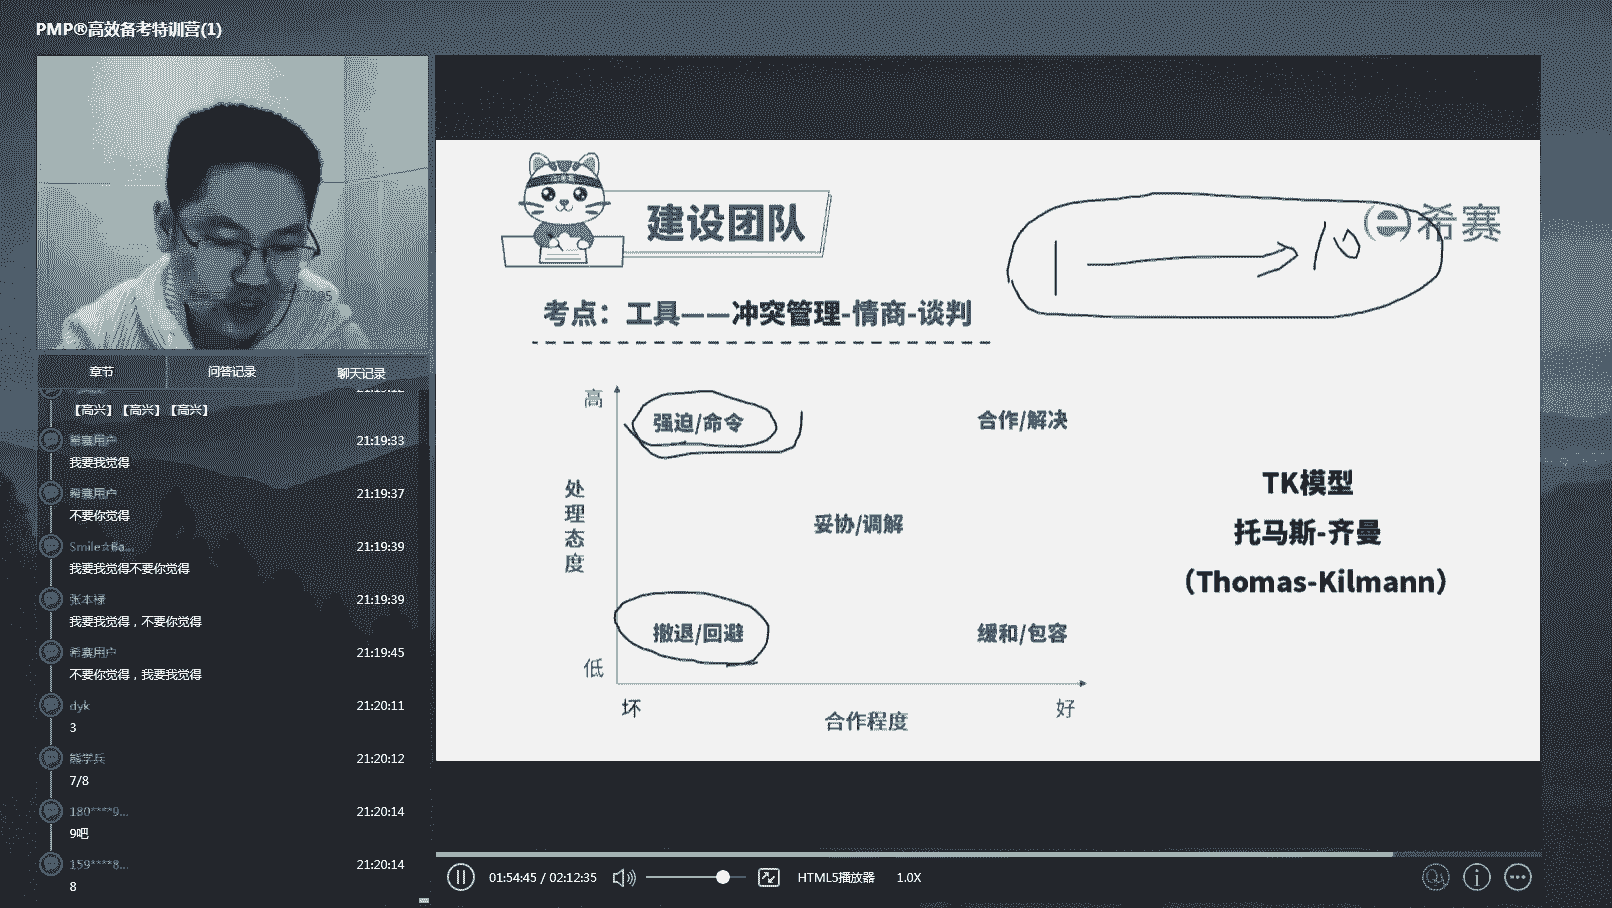 PMP®高效备考特训营(1)
章节
问答记录
聊天记录
【高兴】【高兴】【高兴】
希赛用户
21:19:33
我要我觉得
希赛用户
21:19:37
不要你觉得
21:19:39
我要我觉得不要你觉得
21:19:39
我要我觉得，不要你觉得
希赛用户
21:19:45
不要你觉得，我要我觉得
dyk
21:20:11
3
熊学兵
21:20:12
7/8
180****9...
21:20:14
9吧
159****8...
21:20:14
8
建设团队
1 → 10
希赛
考点：工具——冲突管理-情商-谈判
高
强迫/命令
合作/解决
处理态度
妥协/调解
撤退/回避
缓和/包容
低
坏
合作程度
好
TK模型
托马斯-齐曼
（Thomas-Kilmann）
01:54:45 / 02:12:35
HTML5播放器
1.0X